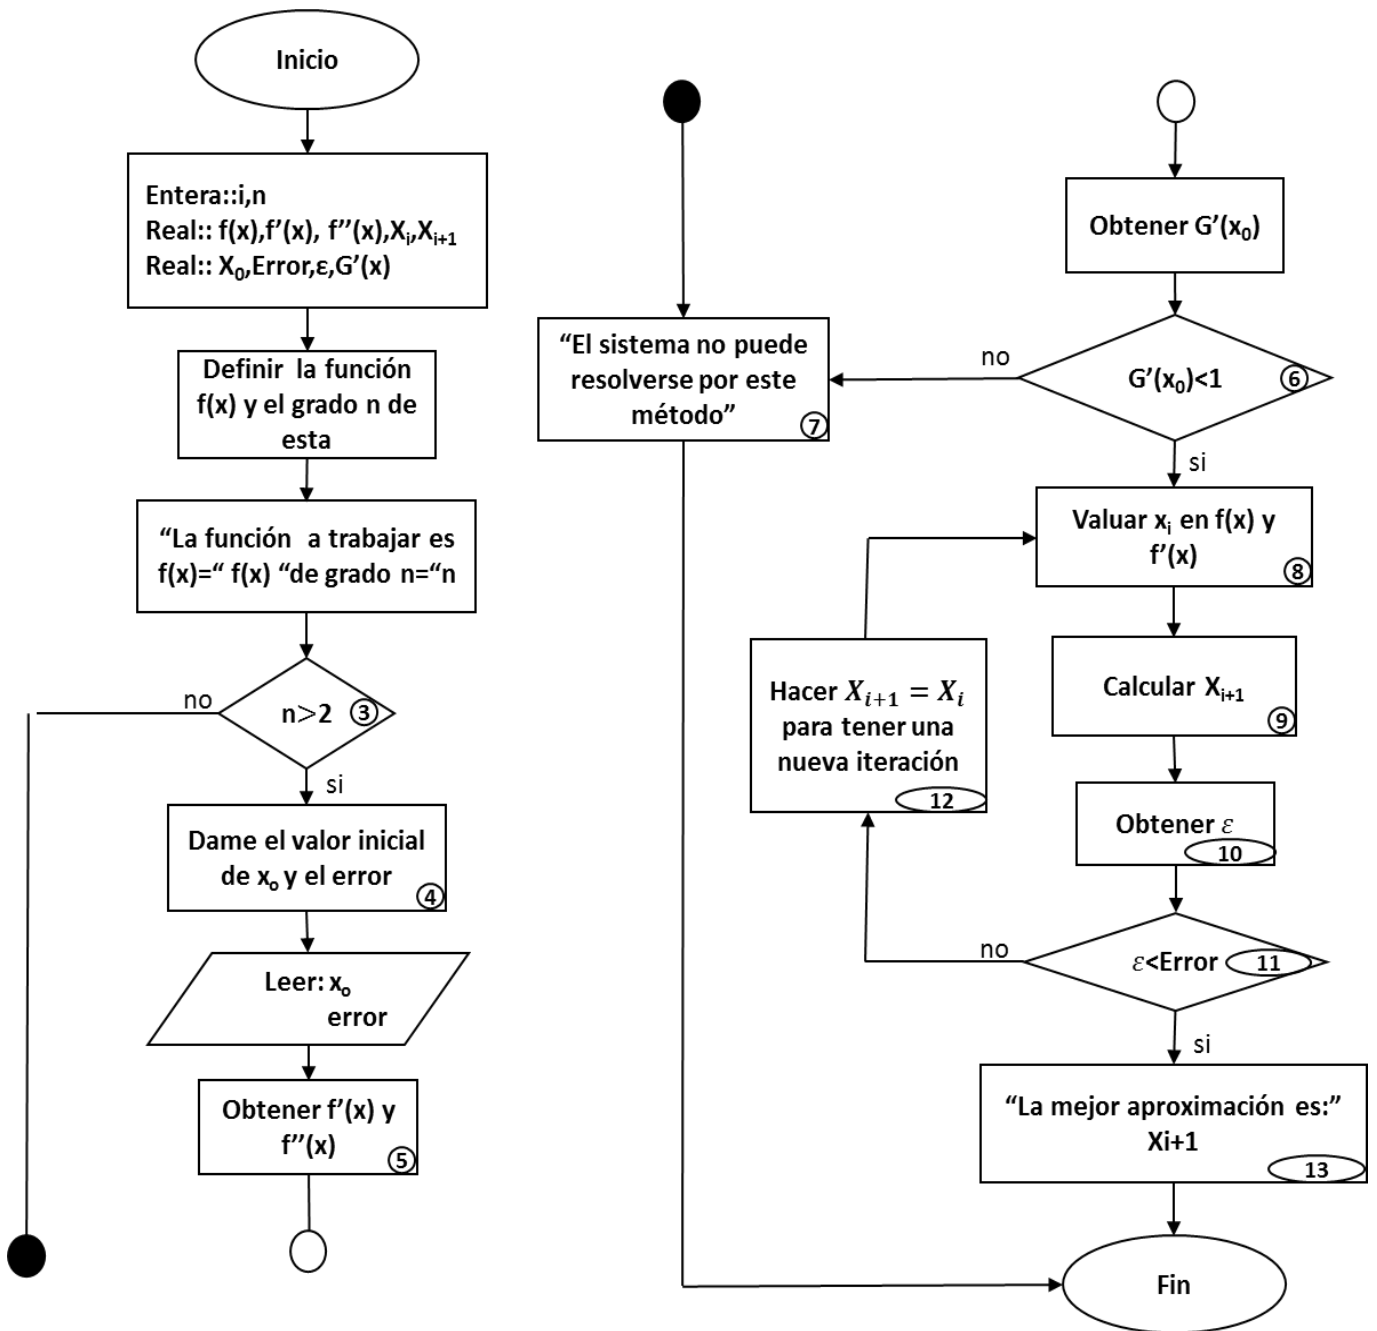 Inicio
Entera::i,n
Real:: f(x),f’(x), f’’(x),Xᵢ,Xᵢ₊₁
Real:: X₀,Error,ε,G’(x)
Definir la función
f(x) y el grado n de
esta
“La función a trabajar es
f(x)=“ f(x) “de grado n=“n
no
n>2
3
si
Dame el valor inicial
de xₒ y el error
4
Leer: xₒ
error
Obtener f’(x) y
f’’(x)
5
“El sistema no puede
resolverse por este
método”
7
Obtener G’(x₀)
no
G’(x₀)<1
6
si
Valuar xᵢ en f(x) y
f’(x)
8
Calcular Xᵢ₊₁
9
Hacer 𝑿ᵢ₊₁ = 𝑿ᵢ
para tener una
nueva iteración
12
Obtener 𝜀
10
no
𝜀<Error
11
si
“La mejor aproximación es:”
Xi+1
13
Fin